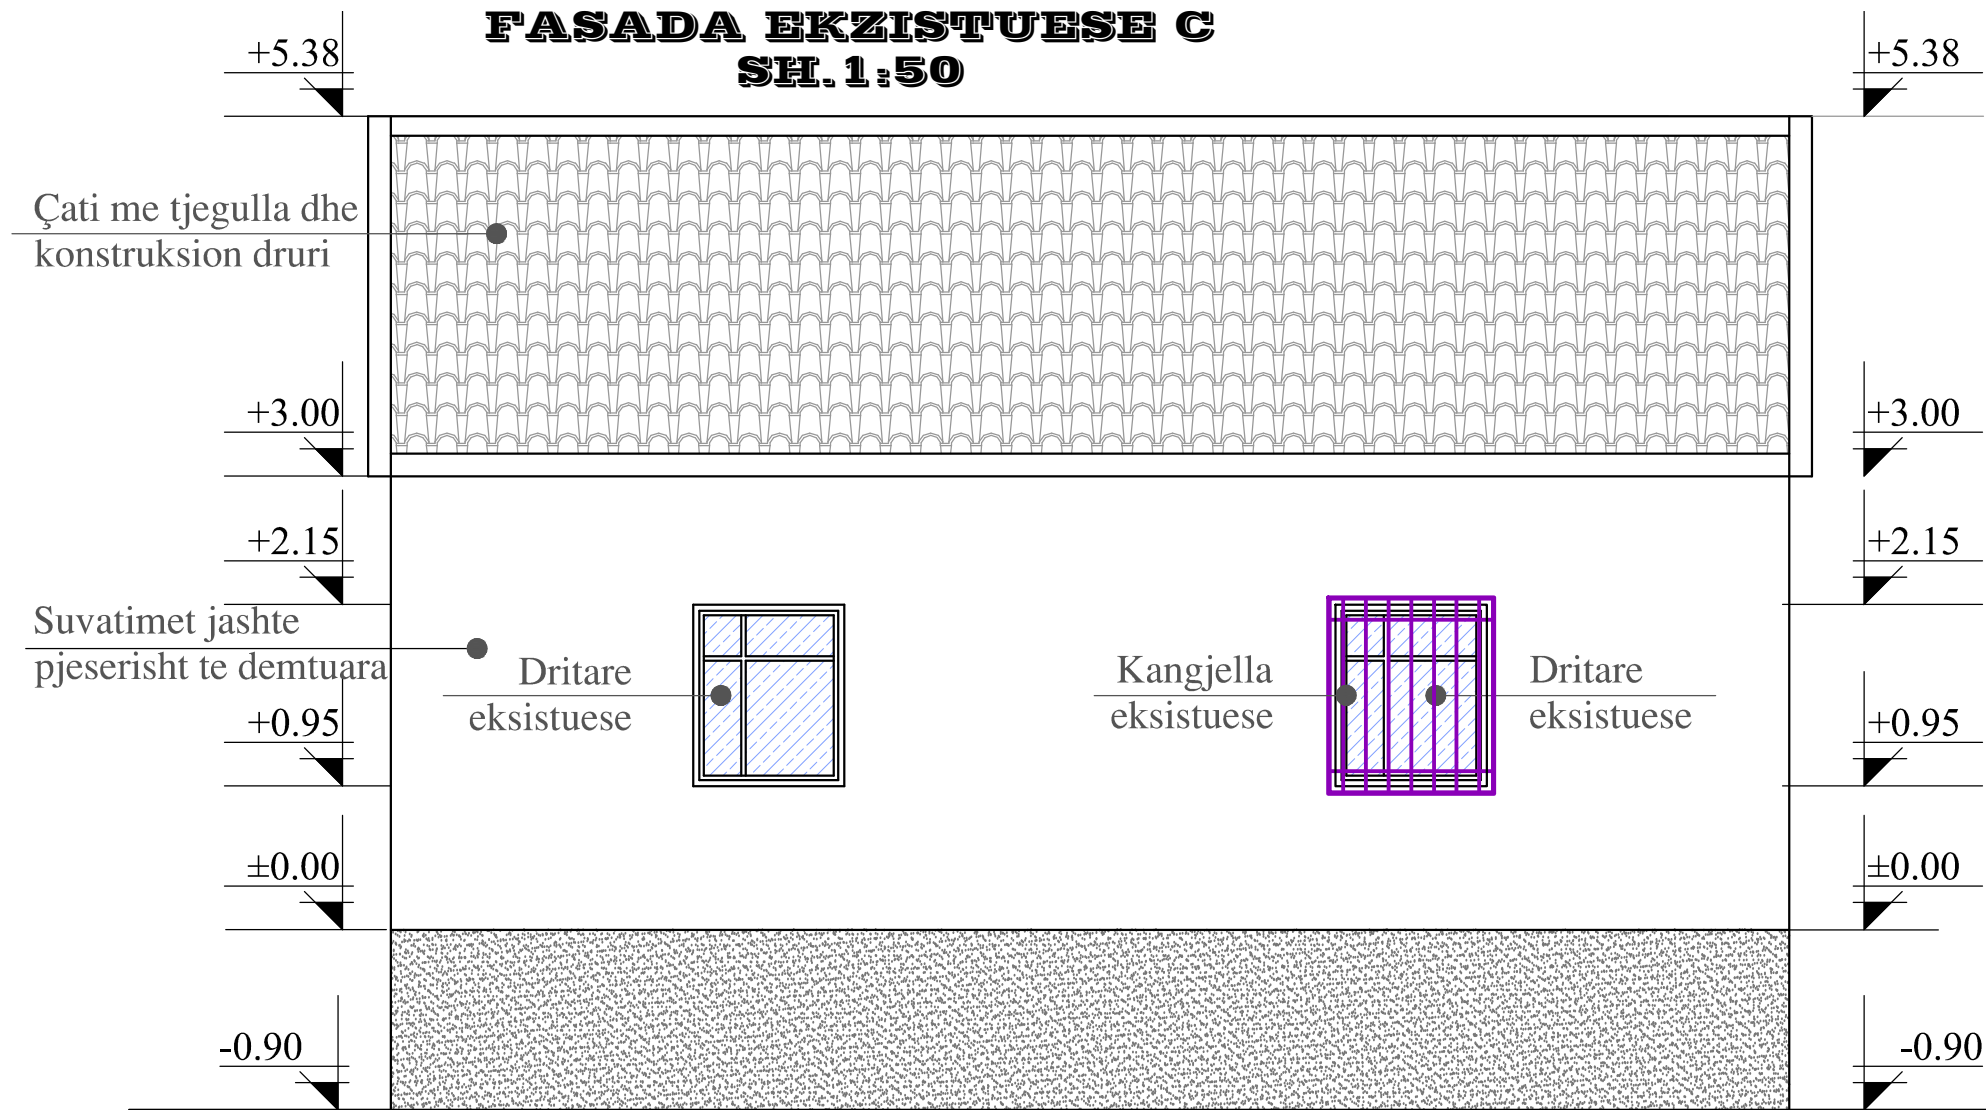 FASADA EKZISTUESE C
SH. 1:50
+5.38
+5.38
Çati me tjegulla dhe
konstruksion druri
+3.00
+3.00
+2.15
+2.15
Suvatimet jashte
pjeserisht te demtuara
Dritare
eksistuese
Kangjella
eksistuese
Dritare
eksistuese
+0.95
+0.95
±0.00
±0.00
-0.90
-0.90